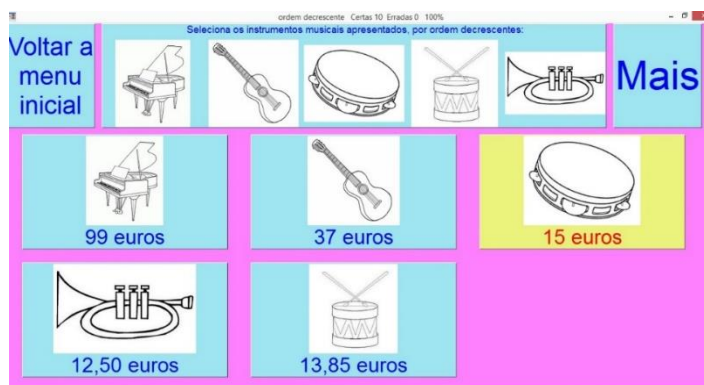 ordem decrescente Certas 10 Erradas 0 100%
Voltar a
menu
inicial
Seleciona os instrumentos musicais apresentados, por ordem decrescentes:
Mais
99 euros
37 euros
15 euros
12,50 euros
13,85 euros